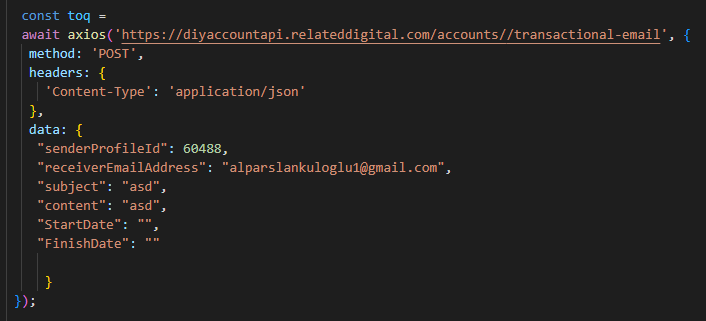 const toq =
await axios('https://diyaccountapi.relateddigital.com/accounts//transactional-email', {
method: 'POST',
headers: {
'Content-Type': 'application/json'
},
data: {
"senderProfileId": 60488,
"receiverEmailAddress": "alparslankuloglu1@gmail.com",
"subject": "asd",
"content": "asd",
"StartDate": "",
"FinishDate": ""
}
});